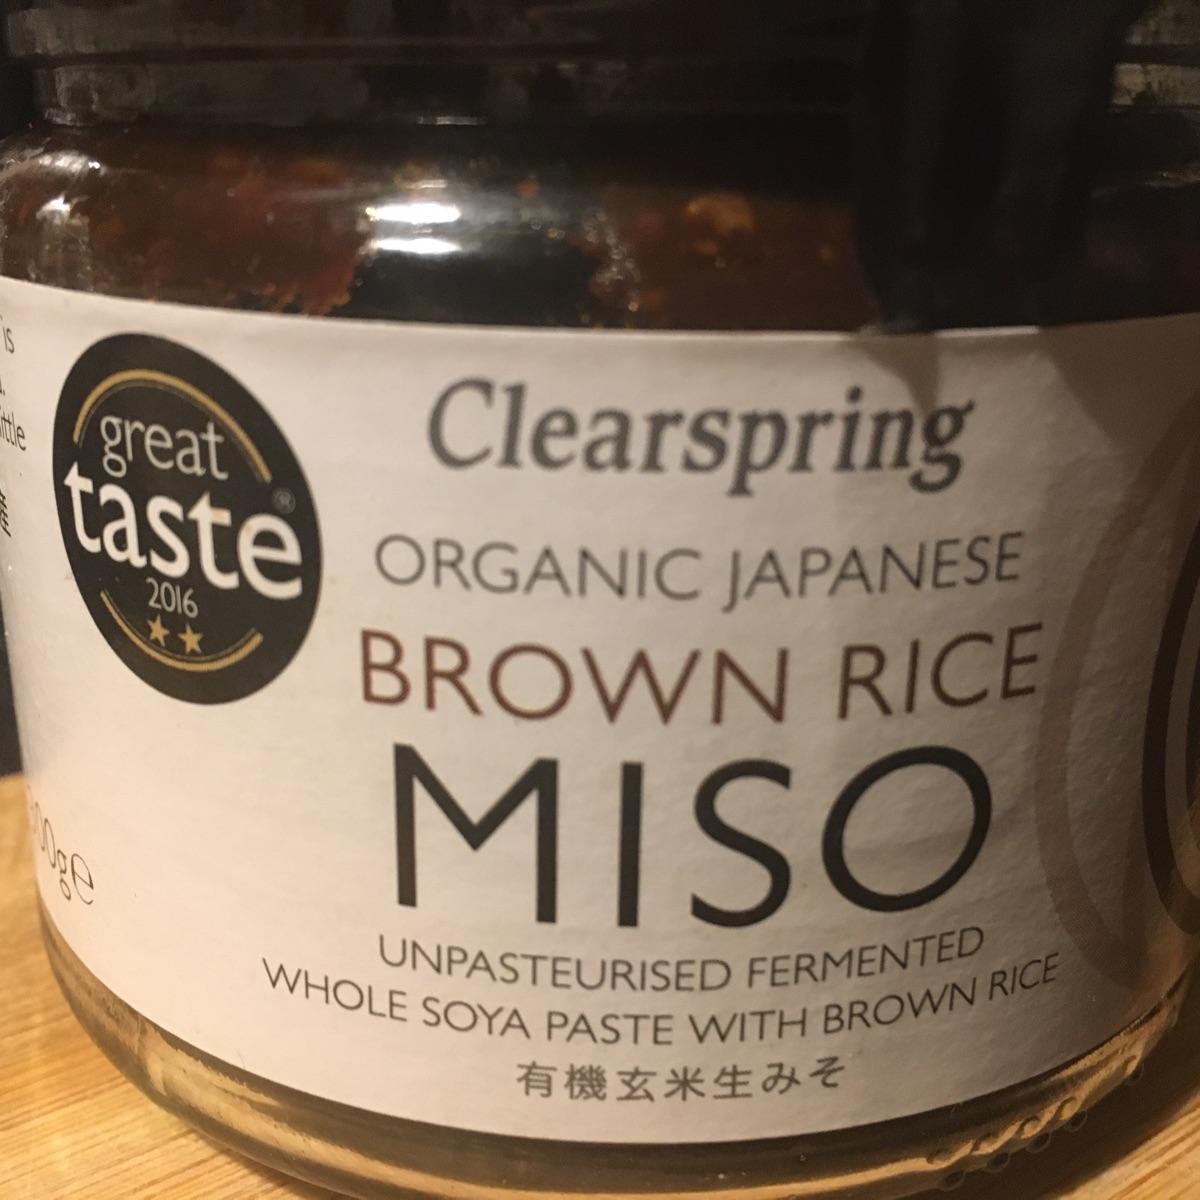 is
great
taste
®
2016
Clearspring
ORGANIC JAPANESE
BROWN RICE
MISO
UNPASTEURISED FERMENTED
WHOLE SOYA PASTE WITH BROWN RICE
有機玄米生みそ